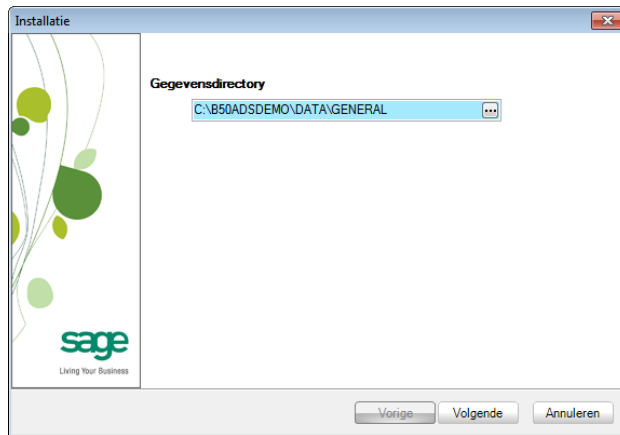 Installatie
Gegevensdirectory
C:\B50ADSDEMO\DATA\GENERAL
...
sage
Living Your Business
Vorige
Volgende
Annuleren